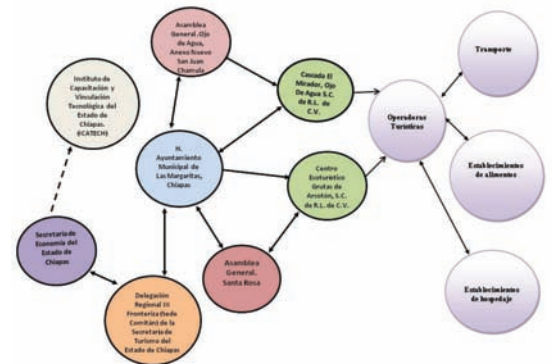 Asamblea
General. Ojo
de Agua,
Anexo Nuevo
San Juan
Chamula
Instituto de
Capacitación y
Vinculación
Tecnológica del
Estado de
Chiapas.
(ICATECH)
Cascada El
Mirador, Ojo
De Agua S.C.
de R.L. de
C.V.
Transporte
Operadoras
Turísticas
H.
Ayuntamiento
Municipal de
Las Margaritas,
Chiapas
Centro
Ecoturístico
Grutas de
Arcotón, S.C.
de R.L. de C.V.
Establecimientos
de alimentos
Secretaría de
Economía del
Estado de
Chiapas
Asamblea
General.
Santa Rosa
Delegación
Regional III
Fronteriza (Sede
Comitán) de la
Secretaría de
Turismo del
Estado de Chiapas
Establecimientos
de hospedaje